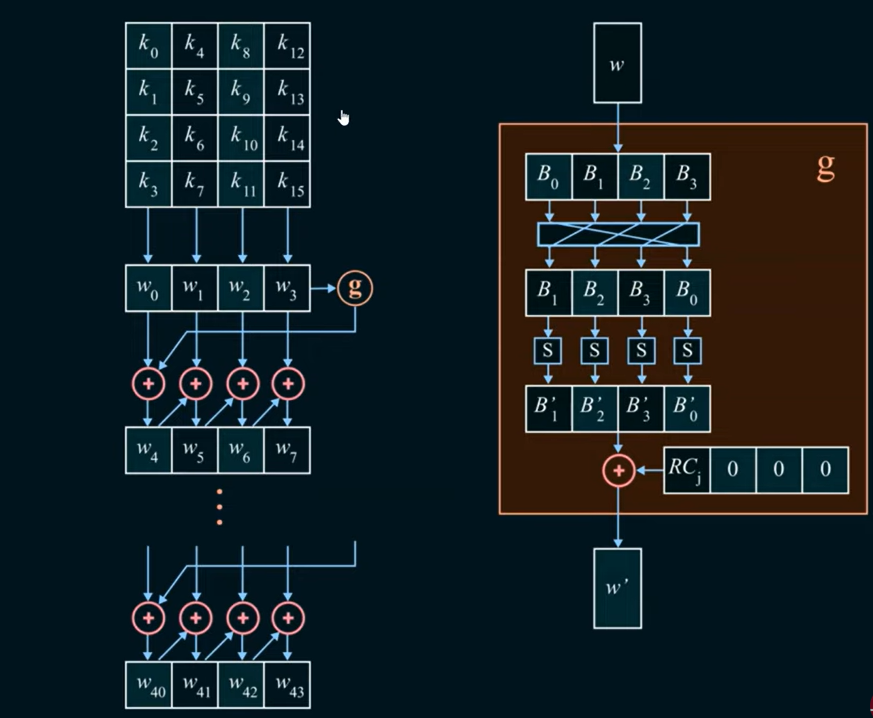 k0 k4 k8 k12
k1 k5 k9 k13
k2 k6 k10 k14
k3 k7 k11 k15
w0 w1 w2 w3 g
+ + + +
w4 w5 w6 w7
+ + + +
w40 w41 w42 w43
w
g
B0 B1 B2 B3
B1 B2 B3 B0
S S S S
B'1 B'2 B'3 B'0
+ RCj 0 0 0
w'